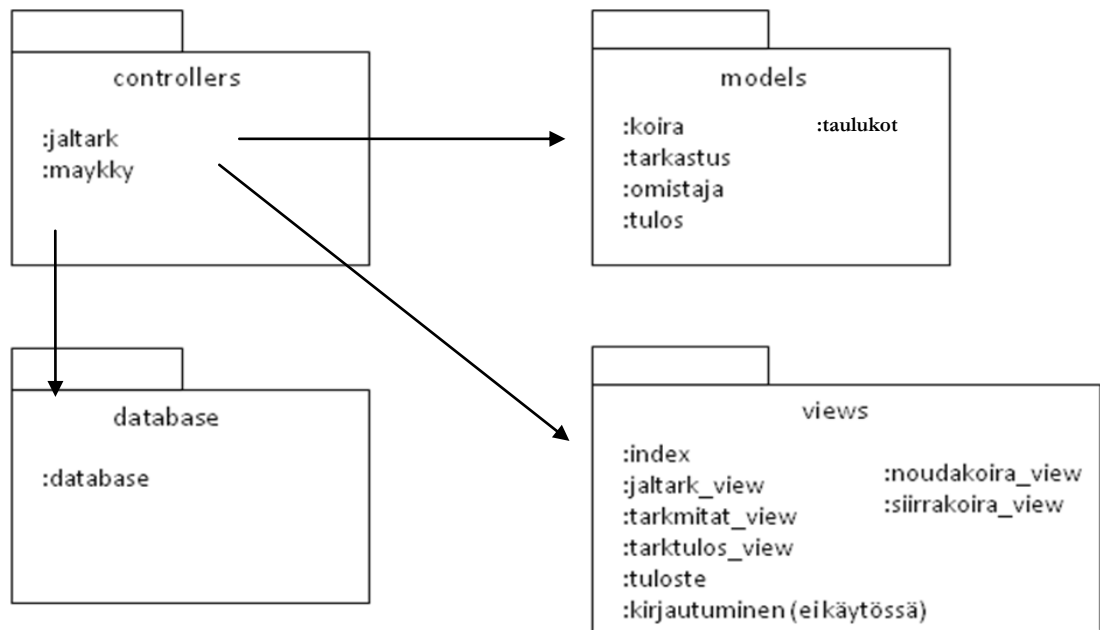 controllers
:jaltark
:maykky
models
:koira
:tarkastus
:omistaja
:tulos
:taulukot
database
:database
views
:index
:jaltark_view
:tarkmitat_view
:tarktulos_view
:tuloste
:kirjautuminen (ei käytössä)
:noudakoira_view
:siirrakoira_view